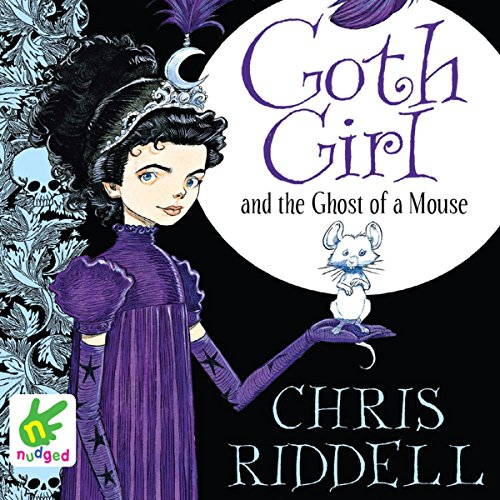 Goth
Girl
and the Ghost of a Mouse
CHRIS
RIDDELL
n
nudged